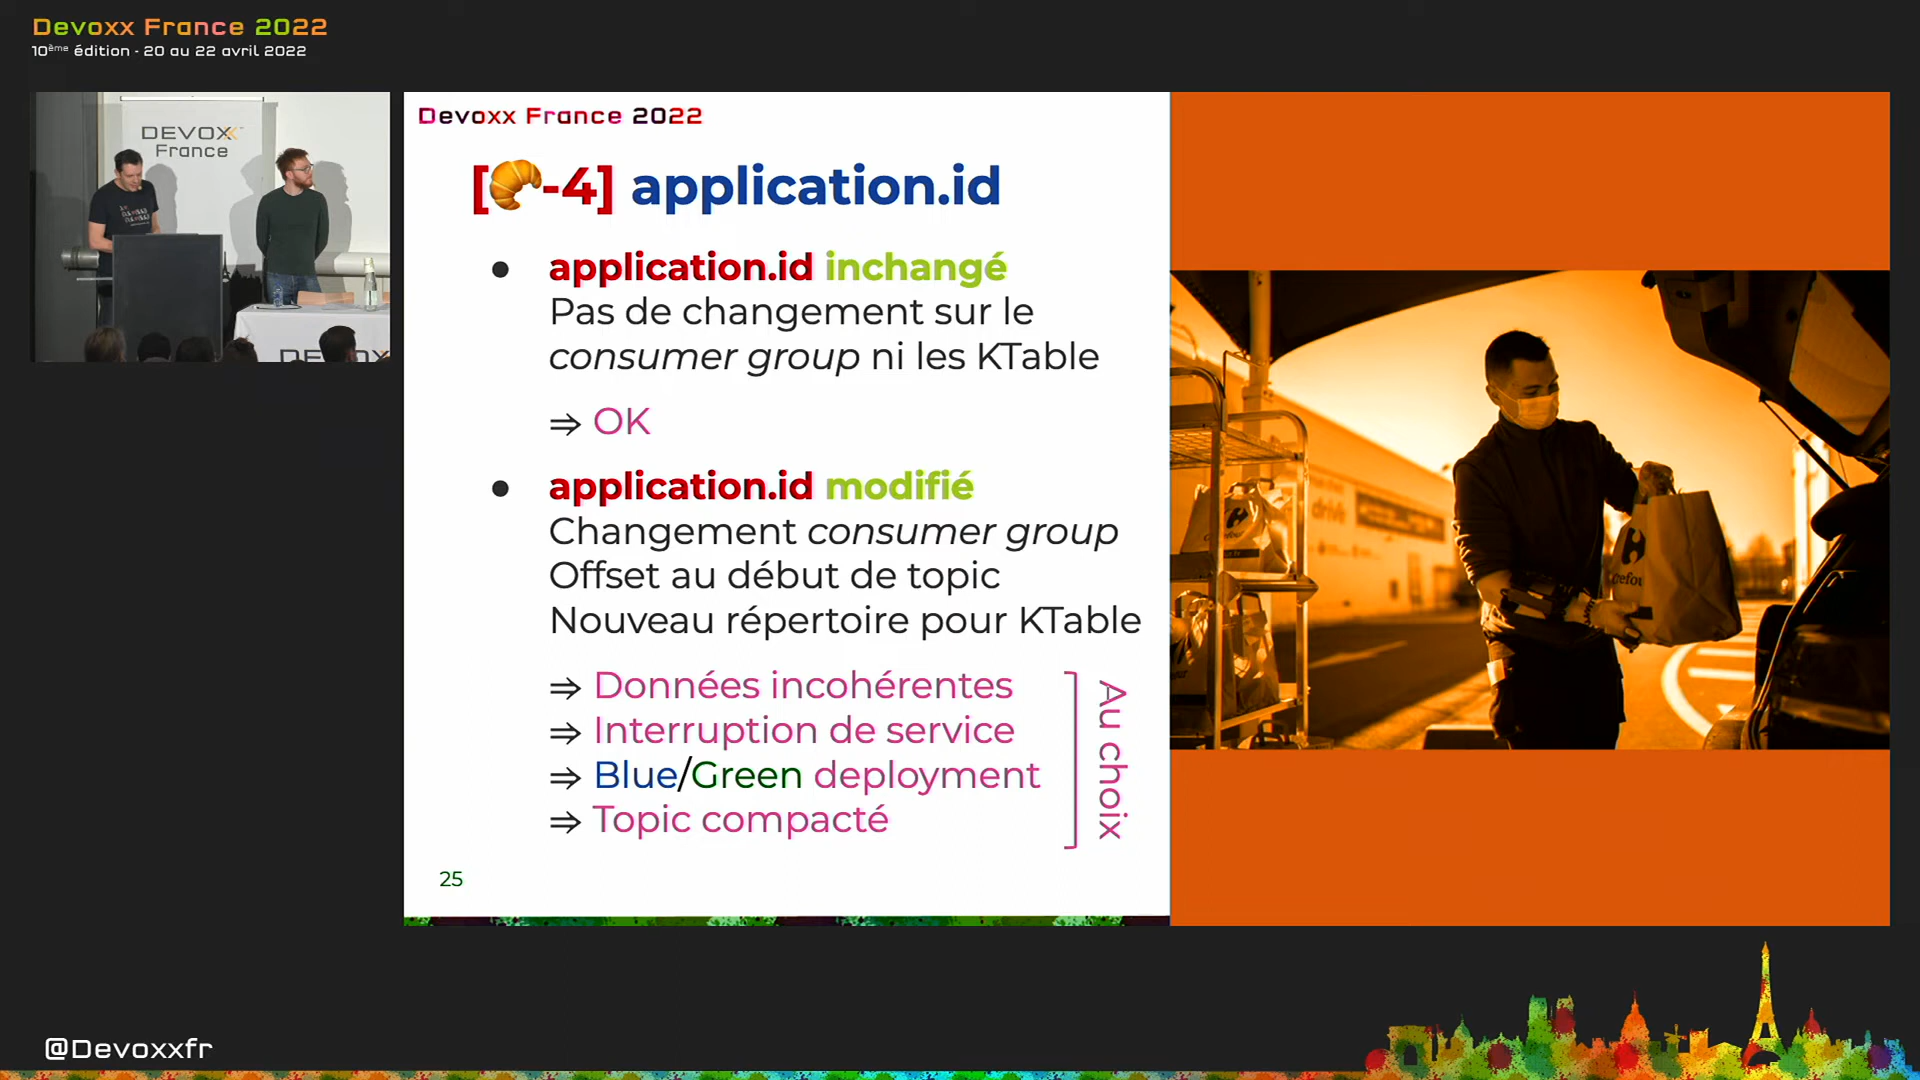 Devoxx France 2022
10ème édition - 20 au 22 avril 2022
DEVOXX
France
DEVOX
Devoxx France 2022
[🥐-4] application.id
● application.id inchangé
Pas de changement sur le
consumer group ni les KTable
⇒ OK
● application.id modifié
Changement consumer group
Offset au début de topic
Nouveau répertoire pour KTable
⇒ Données incohérentes
⇒ Interruption de service
⇒ Blue/Green deployment
⇒ Topic compacté
Au choix
25
drive
@Devoxxfr